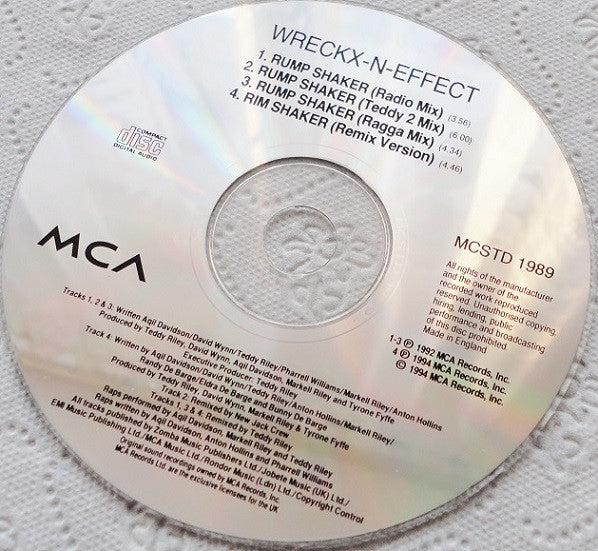 WRECKX-N-EFFECT
1. RUMP SHAKER (Radio Mix) (3.56)
2. RUMP SHAKER (Teddy 2 Mix) (6.00)
3. RUMP SHAKER (Ragga Mix) (4.34)
4. RIM SHAKER (Remix Version) (4.46)
COMPACT
disc
DIGITAL AUDIO
MCA
MCSTD 1989
All rights of the manufacturer
and the owner of the
recorded work reproduced
reserved. Unauthorised copying,
hiring, lending, public
performance and broadcasting
of this disc prohibited.
Made in England
1-3 ℗ 1992 MCA Records, Inc.
4 ℗ 1994 MCA Records, Inc.
© 1994 MCA Records, Inc.
Tracks 1, 2 & 3: Written Aqil Davidson/David Wynn/Teddy Riley/Pharrell Williams/Markell Riley/Anton Hollins
Produced by Teddy Riley, David Wynn, Aqil Davidson, Markell Riley and Tyrone Fyffe
Executive Producer: Teddy Riley
Track 4: Written by Aqil Davidson/David Wynn/Teddy Riley/Anton Hollins/Markell Riley/
Randy De Barge/Eldra De Barge and Bunny De Barge
Produced by Teddy Riley, David Wynn, Markell Riley & Tyrone Fyffe
Track 2: Remixed by New Jack Crew
Tracks 1, 3 & 4: Remixed by Teddy Riley
Raps performed by Aqil Davidson, Markell Riley and Teddy Riley
Raps written by Aqil Davidson, Anton Hollins and Pharrell Williams
All tracks published by Zomba Music Publishers Ltd./Jobete Music (UK) Ltd./
EMI Music Publishing Ltd./MCA Music Ltd./Rondor Music (Ldn) Ltd./Copyright Control
Original sound recordings owned by MCA Records, Inc.
MCA Records Ltd. are the exclusive licensees for the UK